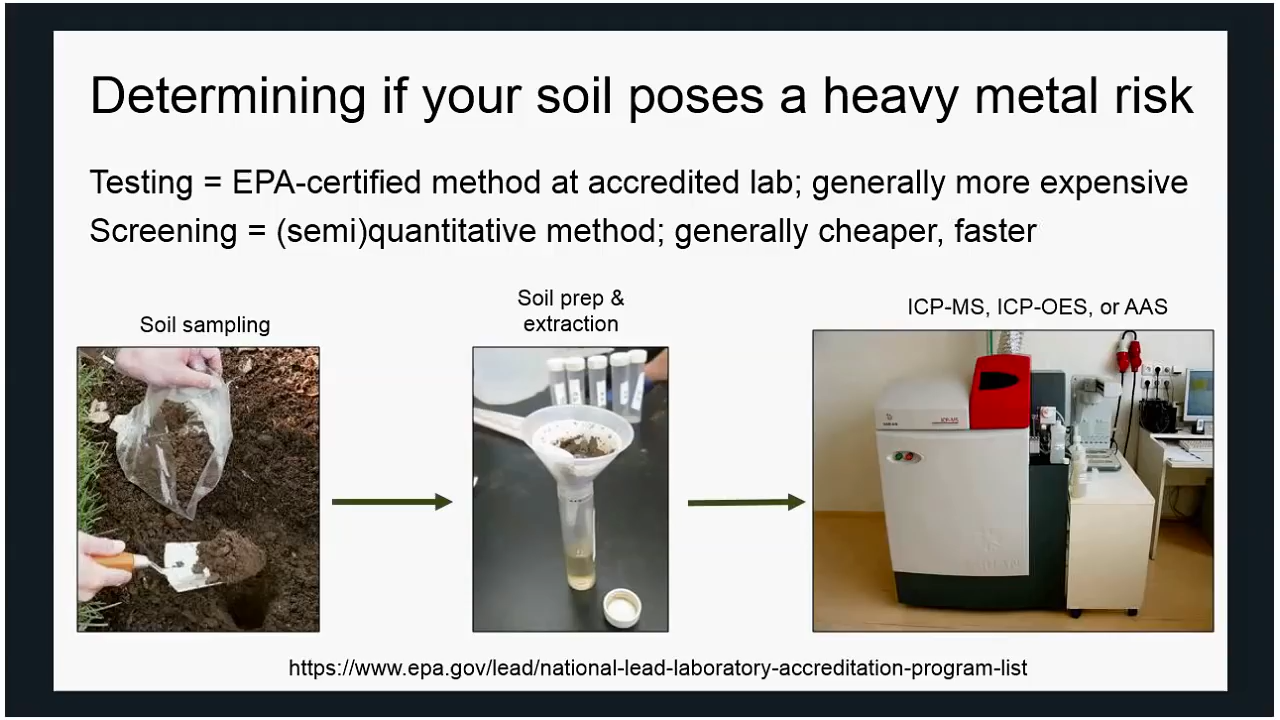 Determining if your soil poses a heavy metal risk
Testing = EPA-certified method at accredited lab; generally more expensive
Screening = (semi)quantitative method; generally cheaper, faster
Soil sampling
Soil prep &
extraction
ICP-MS, ICP-OES, or AAS
ICP-MS
https://www.epa.gov/lead/national-lead-laboratory-accreditation-program-list